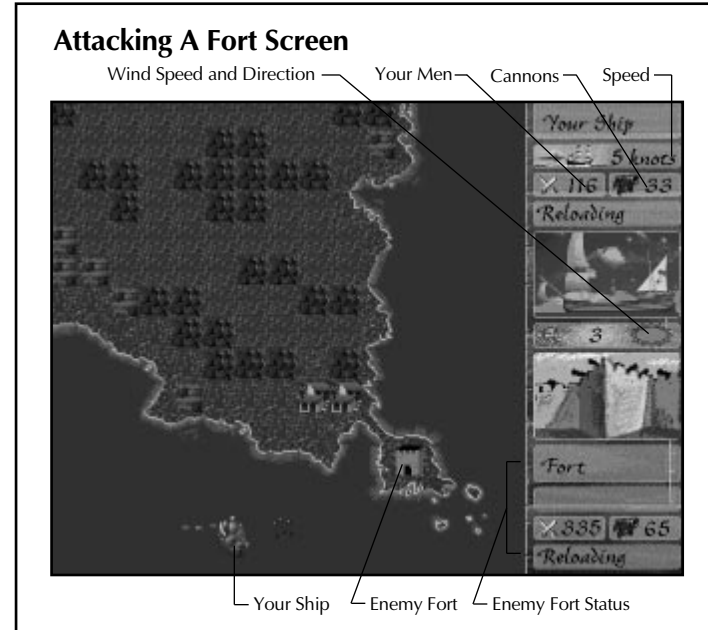 Attacking A Fort Screen
Wind Speed and Direction Your Men Cannons Speed
Your Ship
5 knots
116 33
Reloading
3
Fort
335 65
Reloading
Your Ship Enemy Fort Enemy Fort Status